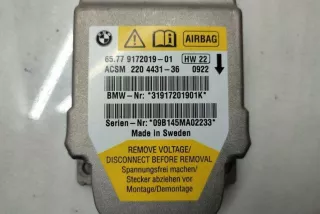 AIRBAG
65.77 9172019-01 HW 22
ACSM 220 4431-36 0922
BMW-Nr: *31917201901K*
Serien-Nr: *09B145MA02233*
Made in Sweden
REMOVE VOLTAGE/
DISCONNECT BEFORE REMOVAL
Spannungsfrei machen/
Stecker abziehen vor
Montage/Demontage